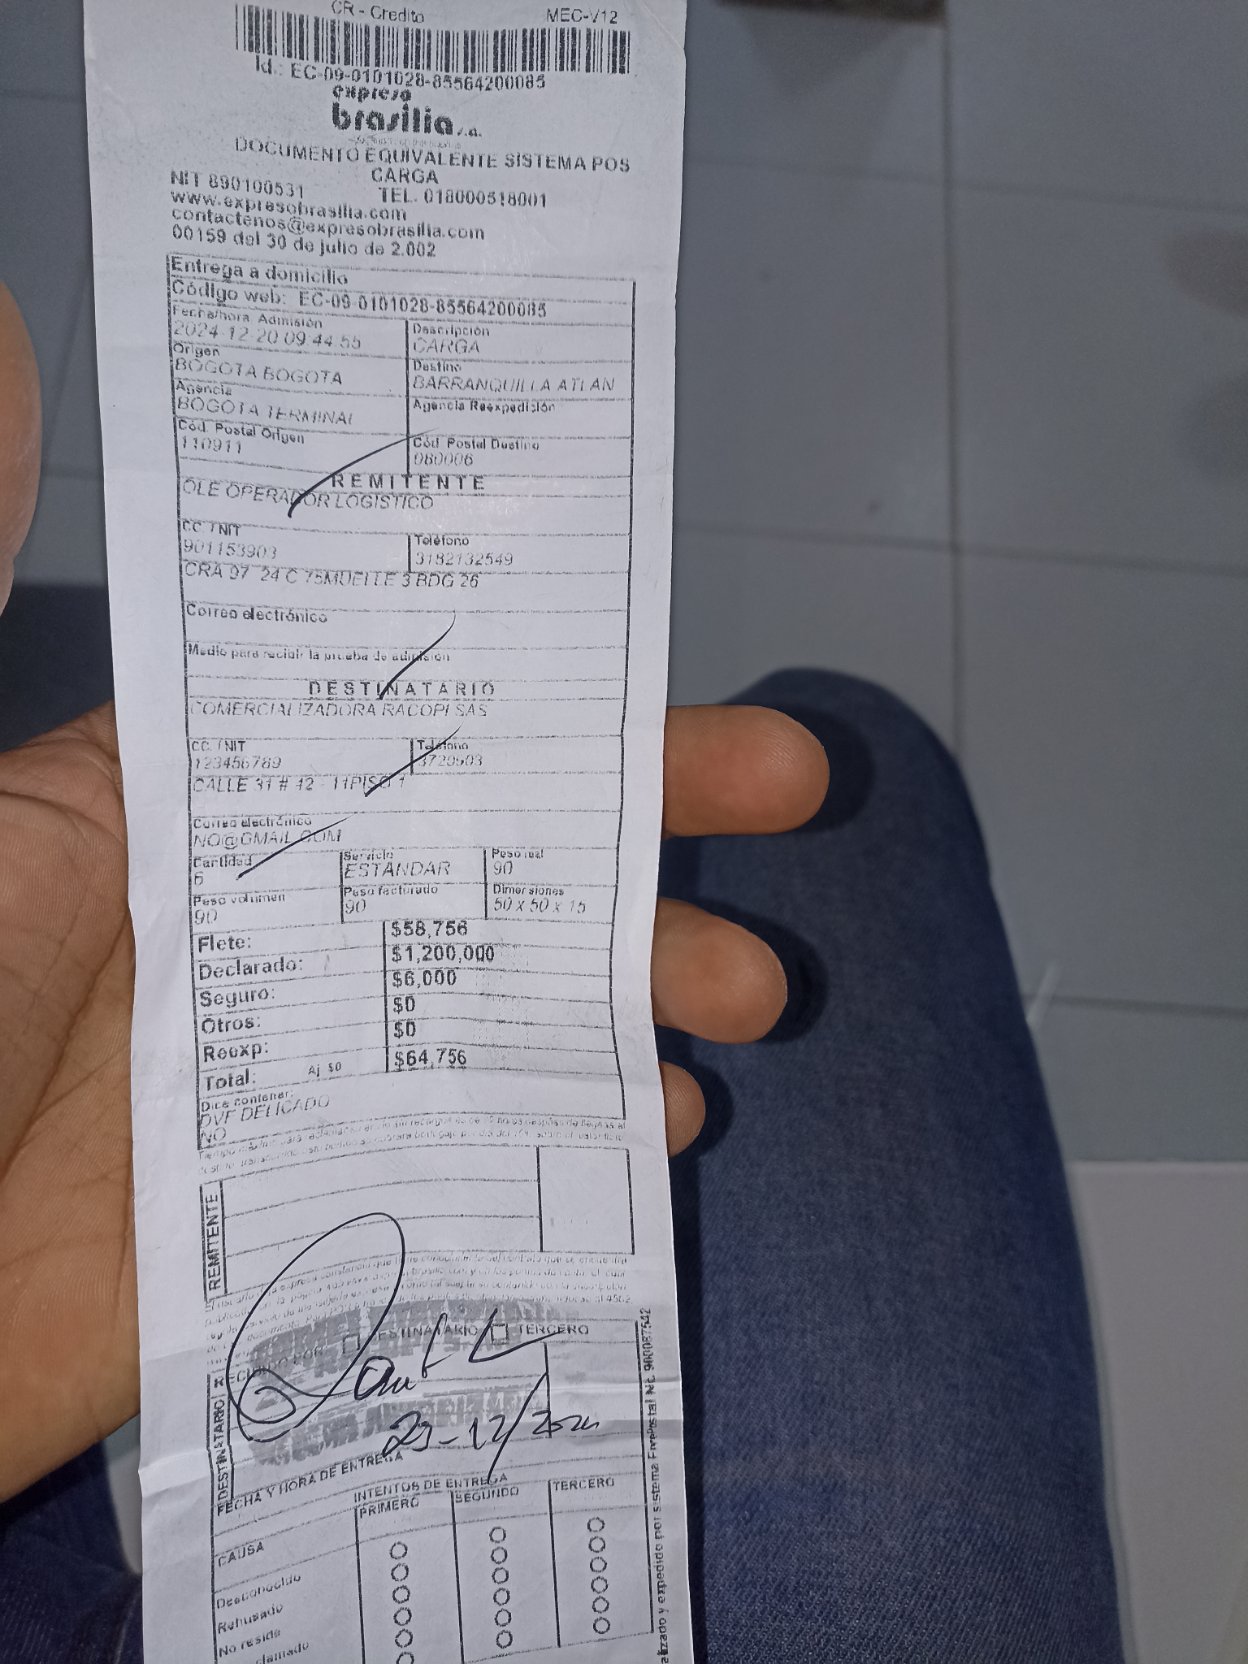 CR - Credito MEC-V12
Id.: EC-09-0101028-85564200085
expreso
brasilia s.a.
DOCUMENTO EQUIVALENTE SISTEMA POS
CARGA
NIT 890100531 TEL. 018000518001
www.expresobrasilia.com
contactenos@expresobrasilia.com
00159 del 30 de julio de 2.002
Entrega a domicilio
Código web: EC-09-0101028-85564200085
Fecha/hora Admisión
2024-12-20 09:44:55
Descripción
CARGA
Origen
BOGOTA BOGOTA
Destino
BARRANQUILLA ATLAN
Agencia
BOGOTA TERMINAL
Agencia Reexpedición
Cód. Postal Origen
110911
Cód. Postal Destino
080006
REMITENTE
OLE OPERADOR LOGISTICO
CC / NIT
901153903
Teléfono
3182132549
CRA 97 24 C 75MUELLE 3 BDG 26
Correo electrónico
Medio para recibir la prueba de admisión
DESTINATARIO
COMERCIALIZADORA RACOPI SAS
CC / NIT
123456789
Teléfono
3720503
CALLE 31 # 42 - 11PISO 1
Correo electrónico
NO@GMAIL.COM
Cantidad
6
Servicio
ESTANDAR
Peso real
90
Peso volumen
90
Peso facturado
90
Dimensiones
50 x 50 x 15
Flete: $58,756
Declarado: $1,200,000
Seguro: $6,000
Otros: $0
Reexp: $0
Total: Aj $0 $64,756
Dice contener:
DVF DELICADO
NO
REMITENTE
DESTINATARIO TERCERO
DESTINATARIO
23-12/2024
FECHA Y HORA DE ENTREGA
INTENTOS DE ENTREGA
PRIMERO SEGUNDO TERCERO
CAUSA
Desconocido
Rehusado
No reside